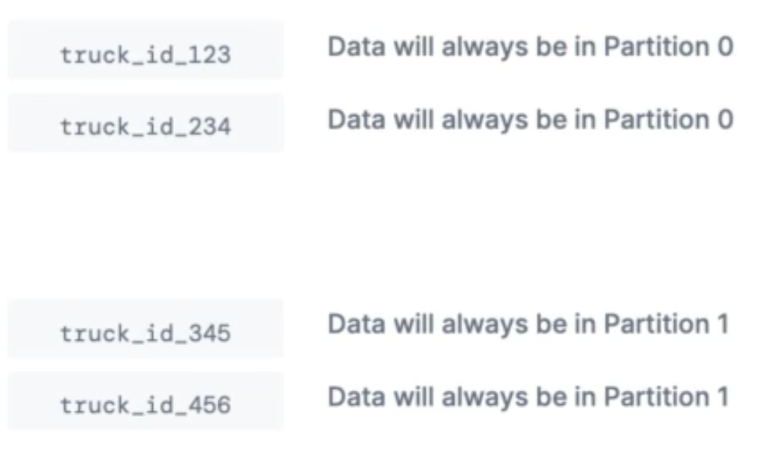 truck_id_123 Data will always be in Partition 0
truck_id_234 Data will always be in Partition 0
truck_id_345 Data will always be in Partition 1
truck_id_456 Data will always be in Partition 1